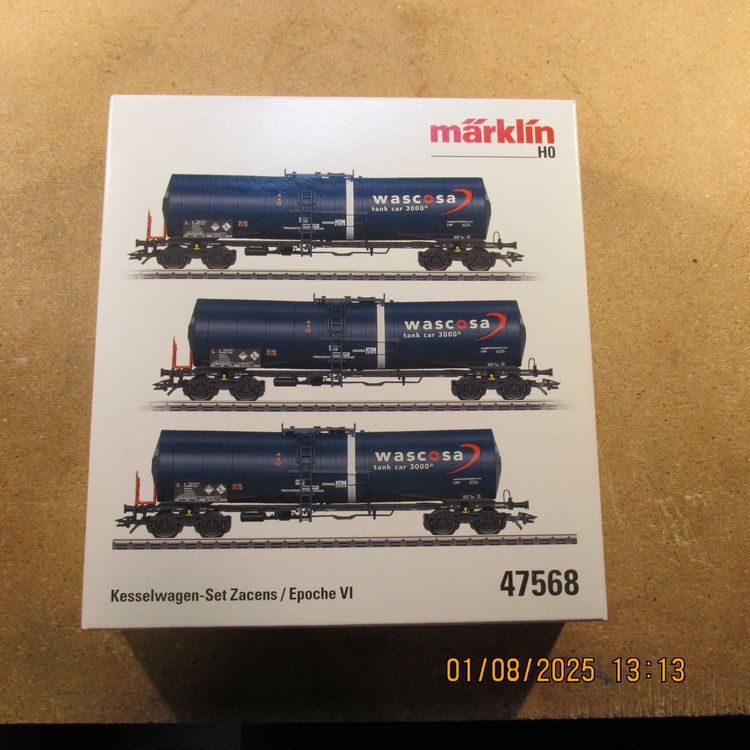 märklin
H0
wascosa
tank car 3000®
wascosa
tank car 3000®
wascosa
tank car 3000®
Kesselwagen-Set Zacens / Epoche VI
47568
01/08/2025 13:13